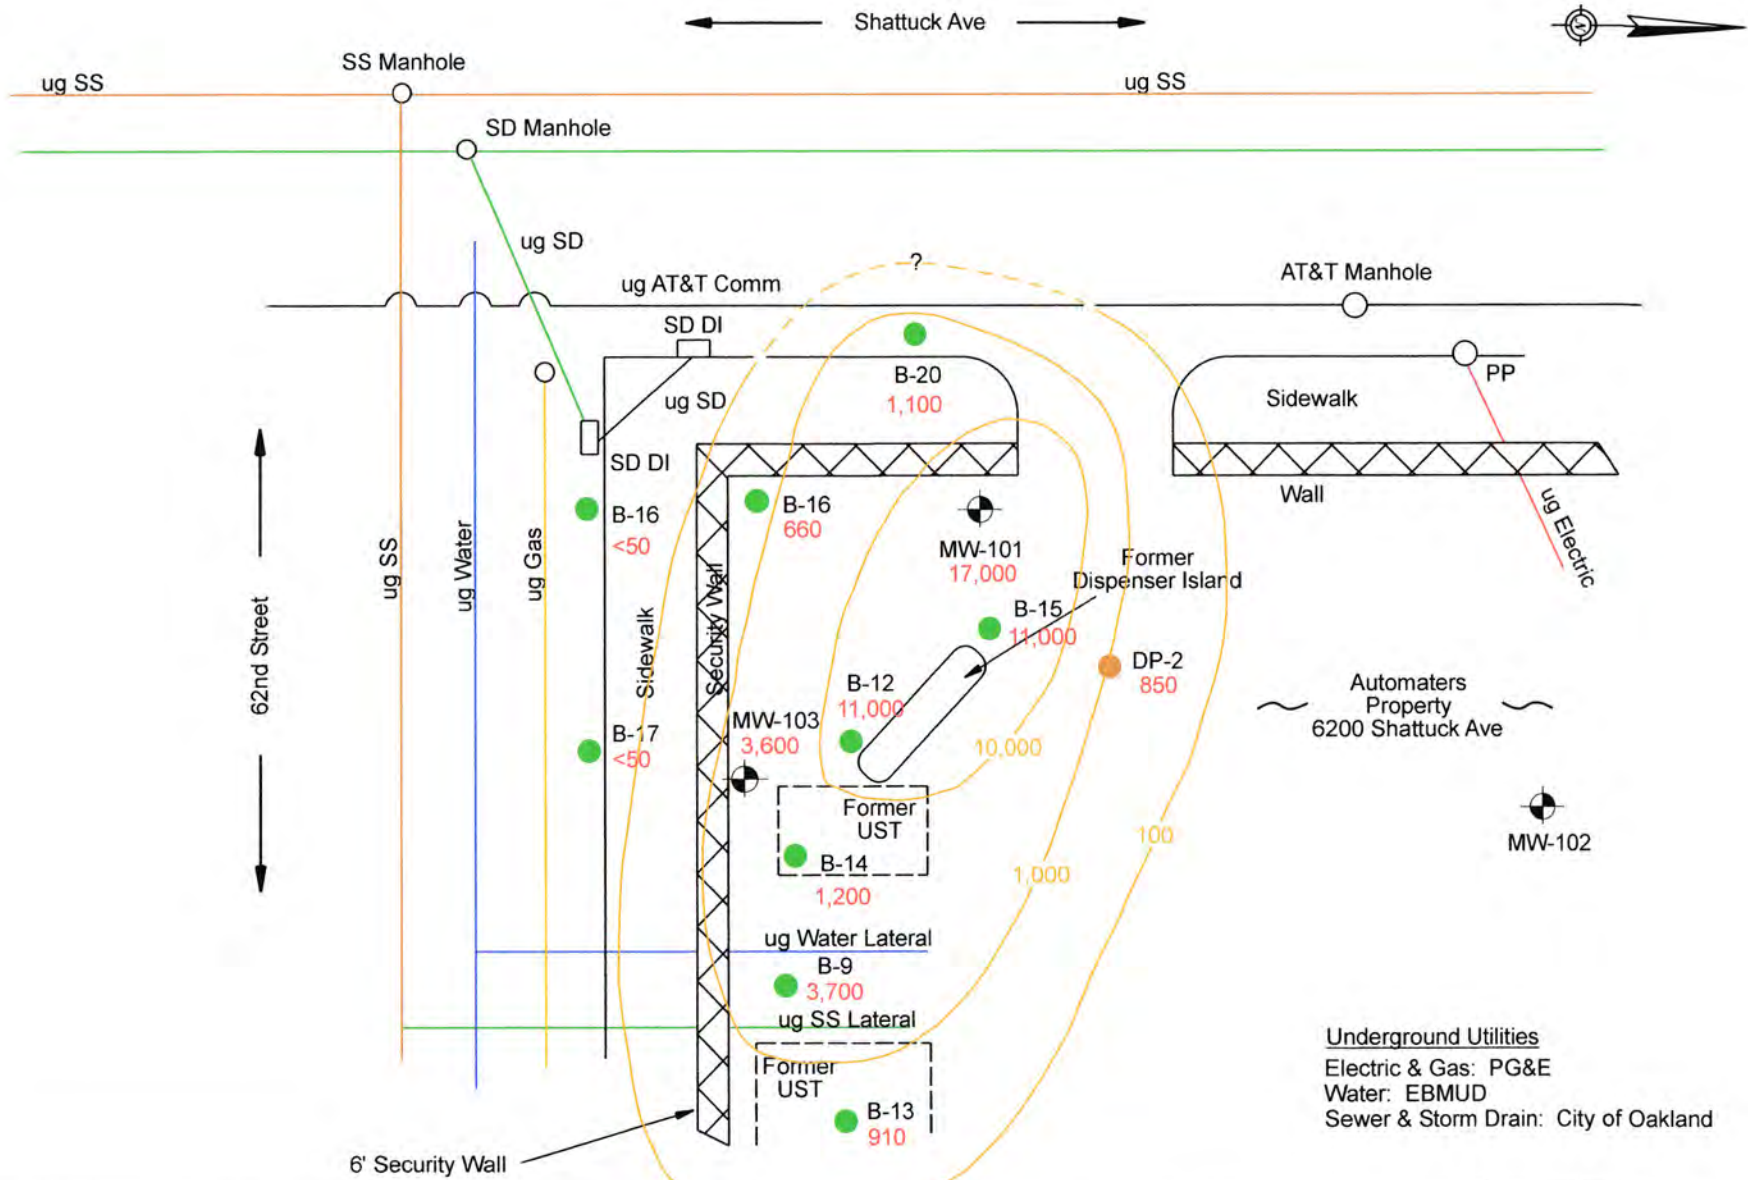 Shattuck Ave
SS Manhole
ug SS
ug SS
SD Manhole
ug SD
?
ug AT&T Comm
AT&T Manhole
SD DI
B-20
1,100
PP
ug SD
Sidewalk
SD DI
Wall
B-16
<50
B-16
660
MW-101
17,000
ug Electric
Former
Dispenser Island
ug SS
ug Water
ug Gas
62nd Street
Sidewalk
Security Wall
B-15
11,000
DP-2
850
B-12
11,000
Automaters
Property
6200 Shattuck Ave
MW-103
3,600
B-17
<50
10,000
Former
UST
100
MW-102
B-14
1,200
1,000
ug Water Lateral
B-9
3,700
ug SS Lateral
Former
UST
B-13
910
6' Security Wall
Underground Utilities
Electric & Gas: PG&E
Water: EBMUD
Sewer & Storm Drain: City of Oakland